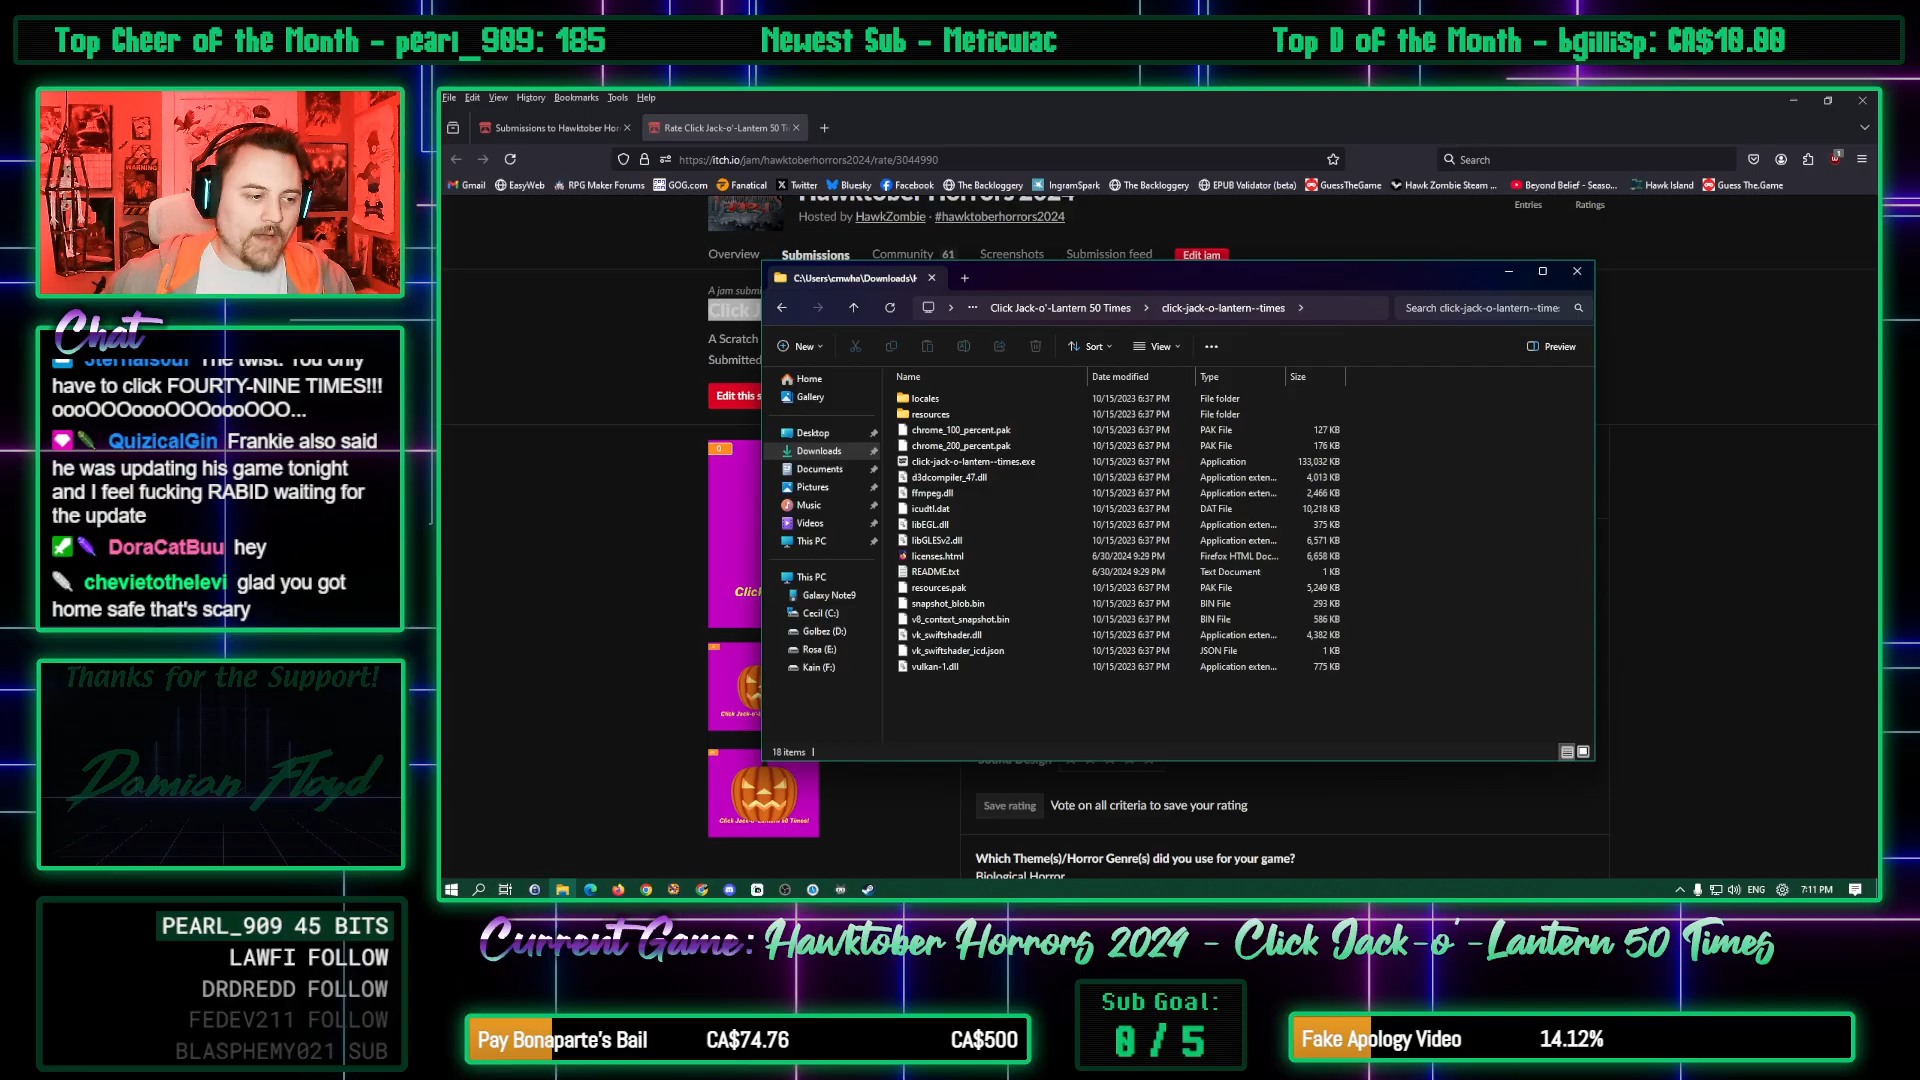 Top Cheer of the Month - pearl_909: 185
Newest Sub - Meticulac
Top D of the Month - bgillisp: CA$10.00
File Edit View History Bookmarks Tools Help
Submissions to Hawktober Hor
Rate Click Jack-o'-Lantern 50 Ti
https://itch.io/jam/hawktoberhorrors2024/rate/3044990
Search
Gmail EasyWeb RPG Maker Forums GOG.com Fanatical Twitter Bluesky Facebook The Backloggery IngramSpark The Backloggery EPUB Validator (beta) GuessTheGame Hawk Zombie Steam ... Beyond Belief - Seaso... Hawk Island Guess The.Game
Hawktober Horrors 2024
Hosted by HawkZombie · #hawktoberhorrors2024
Entries Ratings
Overview Submissions Community 61 Screenshots Submission feed Edit jam
A jam submi
Click J
A Scratch
Submitted
Edit this s
C:\Users\cmwha\Downloads\H
Click Jack-o'-Lantern 50 Times > click-jack-o-lantern--times >
Search click-jack-o-lantern--time:
New Sort View ... Preview
Home
Gallery
Desktop
Downloads
Documents
Pictures
Music
Videos
This PC
This PC
Galaxy Note9
Cecil (C:)
Golbez (D:)
Rosa (E:)
Kain (F:)
Name Date modified Type Size
locales 10/15/2023 6:37 PM File folder
resources 10/15/2023 6:37 PM File folder
chrome_100_percent.pak 10/15/2023 6:37 PM PAK File 127 KB
chrome_200_percent.pak 10/15/2023 6:37 PM PAK File 176 KB
click-jack-o-lantern--times.exe 10/15/2023 6:37 PM Application 133,032 KB
d3dcompiler_47.dll 10/15/2023 6:37 PM Application exten... 4,013 KB
ffmpeg.dll 10/15/2023 6:37 PM Application exten... 2,466 KB
icudtl.dat 10/15/2023 6:37 PM DAT File 10,218 KB
libEGL.dll 10/15/2023 6:37 PM Application exten... 375 KB
libGLESv2.dll 10/15/2023 6:37 PM Application exten... 6,571 KB
licenses.html 6/30/2024 9:29 PM Firefox HTML Doc... 6,658 KB
README.txt 6/30/2024 9:29 PM Text Document 1 KB
resources.pak 10/15/2023 6:37 PM PAK File 5,249 KB
snapshot_blob.bin 10/15/2023 6:37 PM BIN File 293 KB
v8_context_snapshot.bin 10/15/2023 6:37 PM BIN File 586 KB
vk_swiftshader.dll 10/15/2023 6:37 PM Application exten... 4,382 KB
vk_swiftshader_icd.json 10/15/2023 6:37 PM JSON File 1 KB
vulkan-1.dll 10/15/2023 6:37 PM Application exten... 775 KB
18 items
0
Clic
Click Jack-o'-L
Click Jack-o'-Lantern 50 Times!
Sound Design
Save rating Vote on all criteria to save your rating
Which Theme(s)/Horror Genre(s) did you use for your game?
Biological Horror
ENG 7:11 PM
WARNING
Chat
Jternalsoul The twist: You only
have to click FOURTY-NINE TIMES!!!
oooOOOoooOOOoooOOO...
QuizicalGin Frankie also said
he was updating his game tonight
and I feel fucking RABID waiting for
the update
DoraCatBuu hey
chevietothelevi glad you got
home safe that's scary
Thanks for the Support!
Damian Floyd
PEARL_909 45 BITS
LAWFI FOLLOW
DRDREDD FOLLOW
FEDEV211 FOLLOW
BLASPHEMY021 SUB
Current Game: Hawktober Horrors 2024 - Click Jack-o'-Lantern 50 Times
Pay Bonaparte's Bail CA$74.76 CA$500
Sub Goal:
0 / 5
Fake Apology Video 14.12%